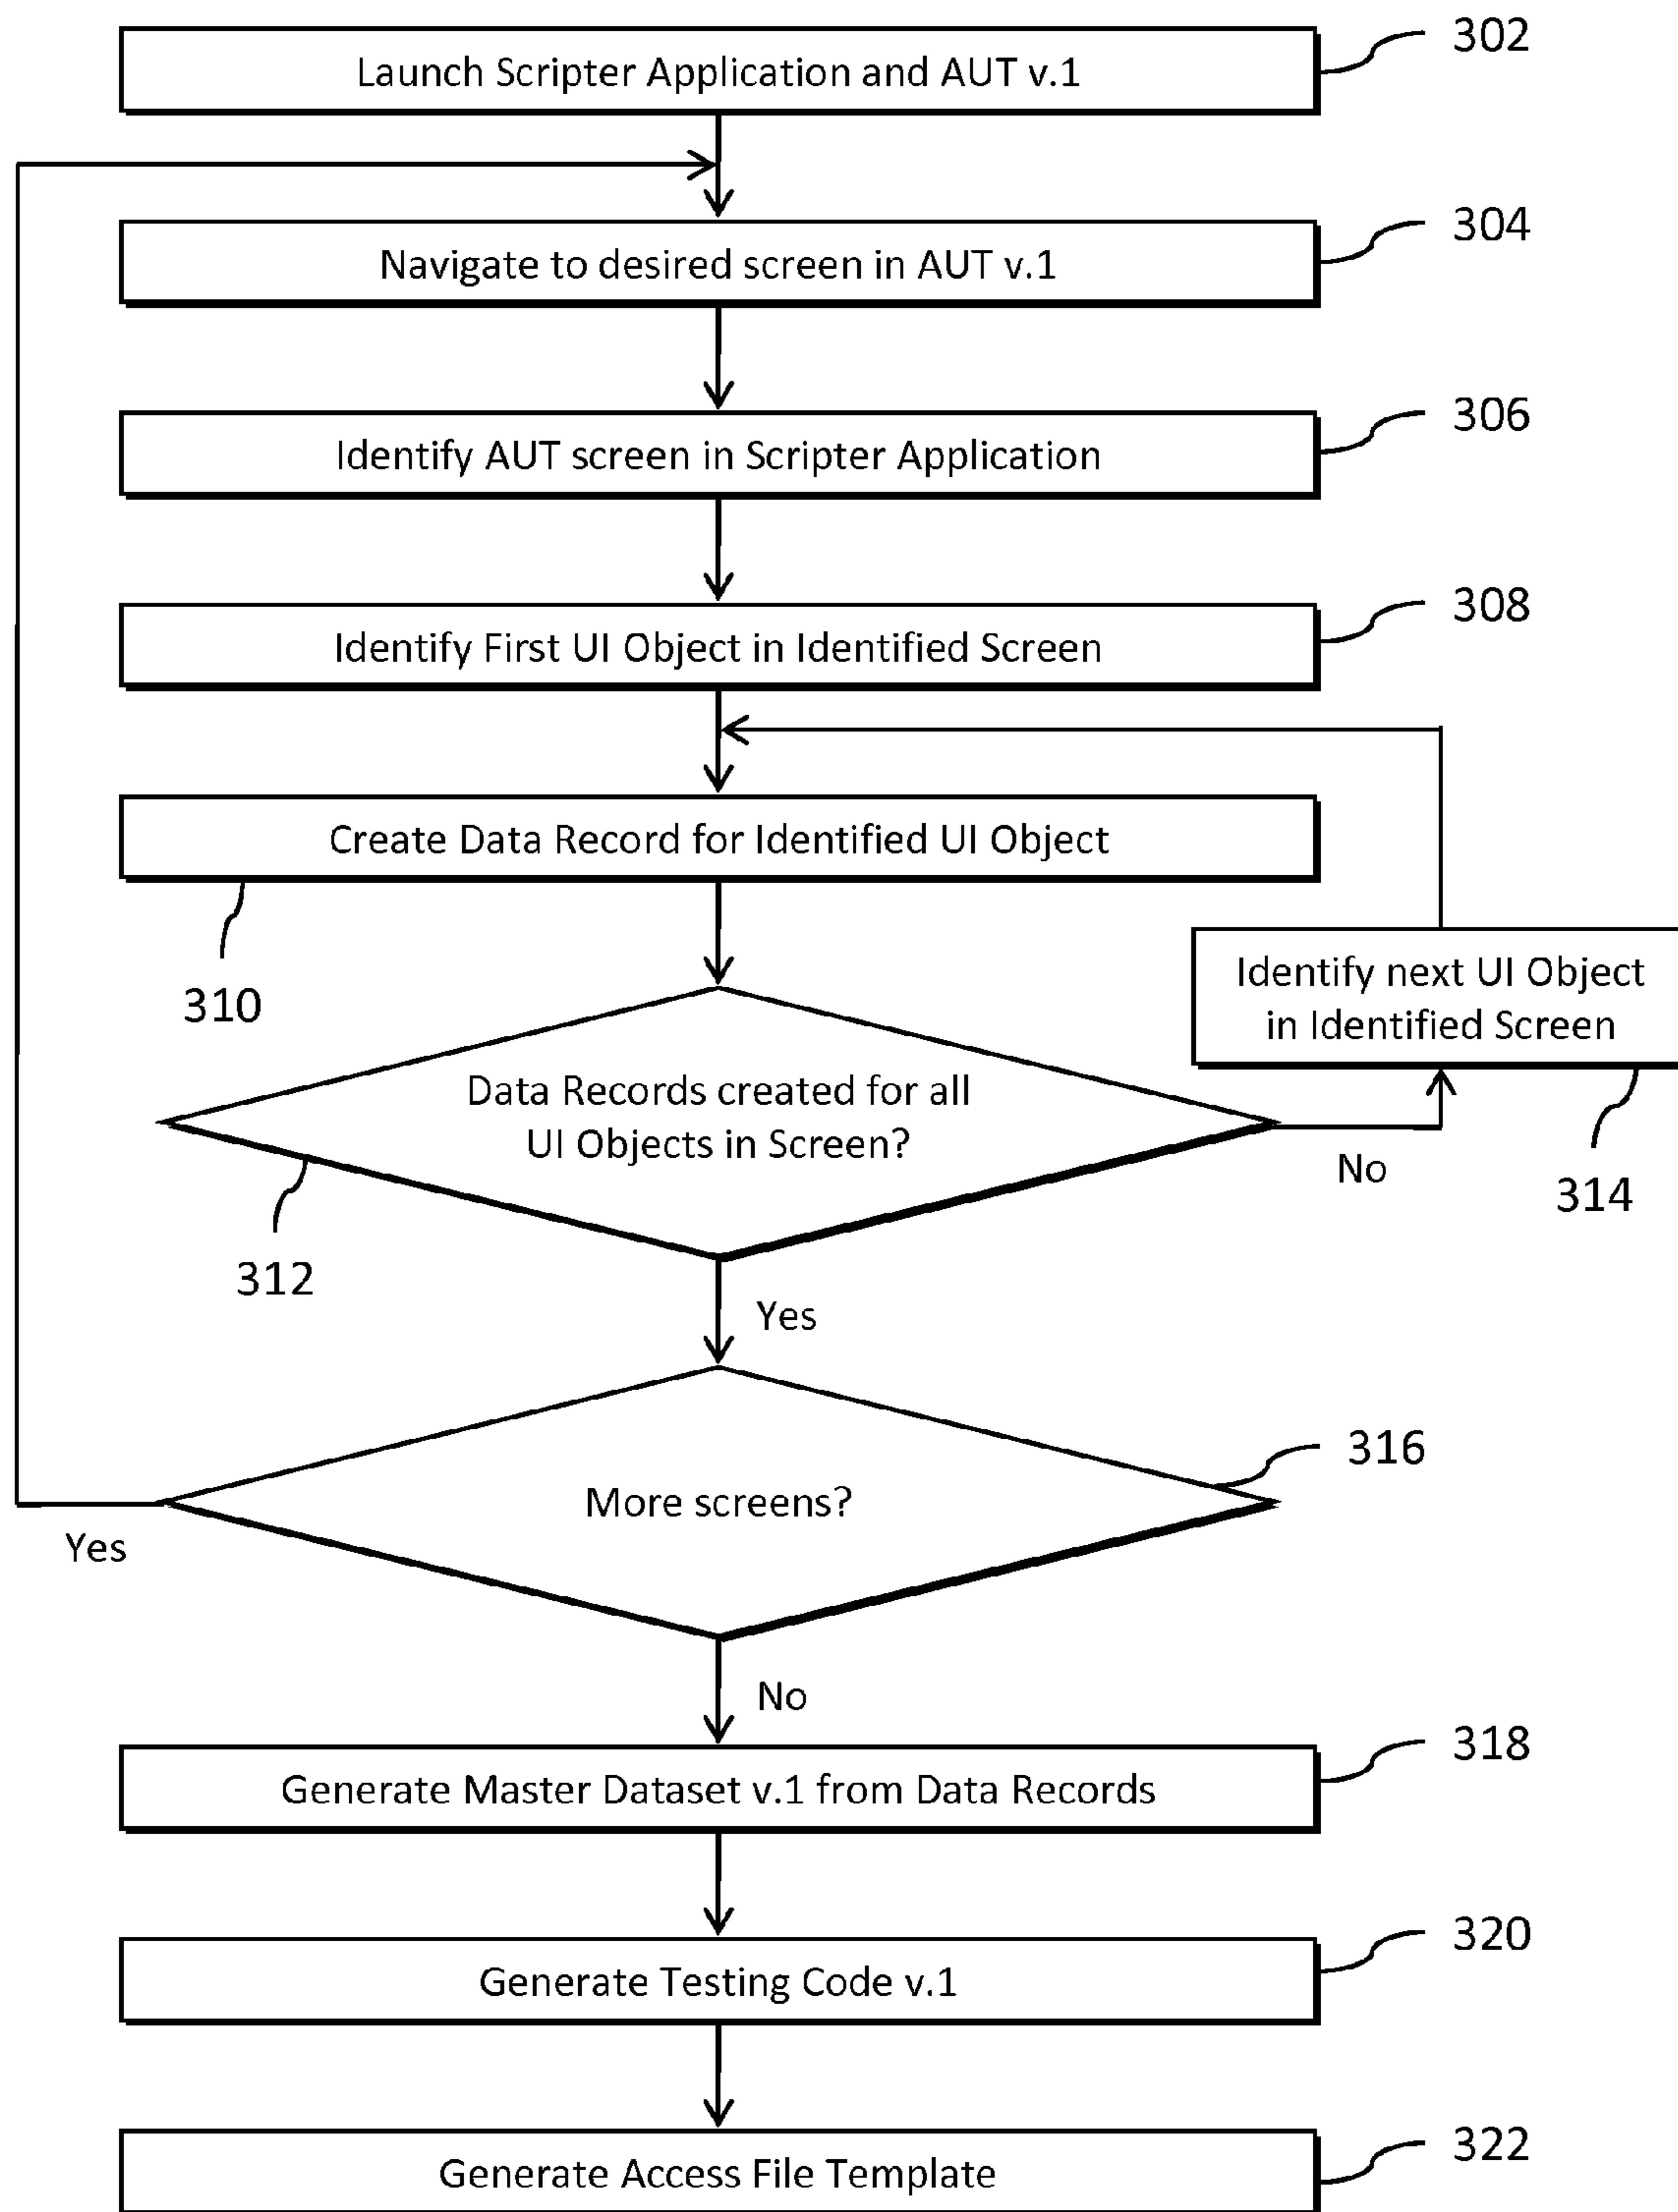 302
Launch Scripter Application and AUT v.1
304
Navigate to desired screen in AUT v.1
306
Identify AUT screen in Scripter Application
308
Identify First UI Object in Identified Screen
Create Data Record for Identified UI Object
310
Identify next UI Object
in Identified Screen
314
Data Records created for all
UI Objects in Screen?
No
312
Yes
316
More screens?
Yes
No
318
Generate Master Dataset v.1 from Data Records
320
Generate Testing Code v.1
322
Generate Access File Template